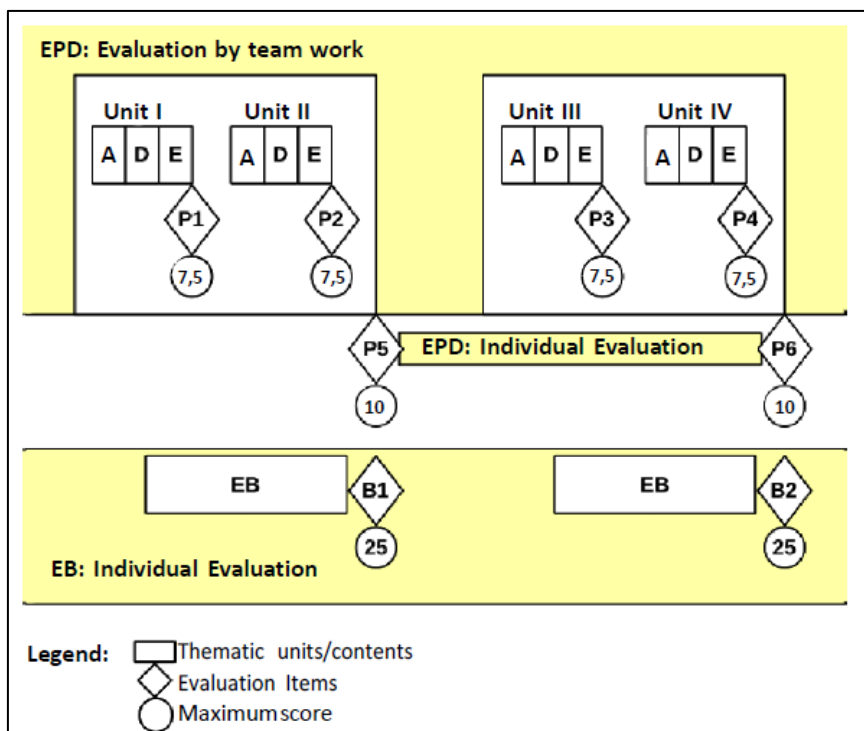 EPD: Evaluation by team work
Unit I Unit II Unit III Unit IV
A D E A D E A D E A D E
P1 P2 P3 P4
7,5 7,5 7,5 7,5
P5 EPD: Individual Evaluation P6
10 10
EB B1 EB B2
25 25
EB: Individual Evaluation
Legend: Thematic units/contents
Evaluation Items
Maximum score